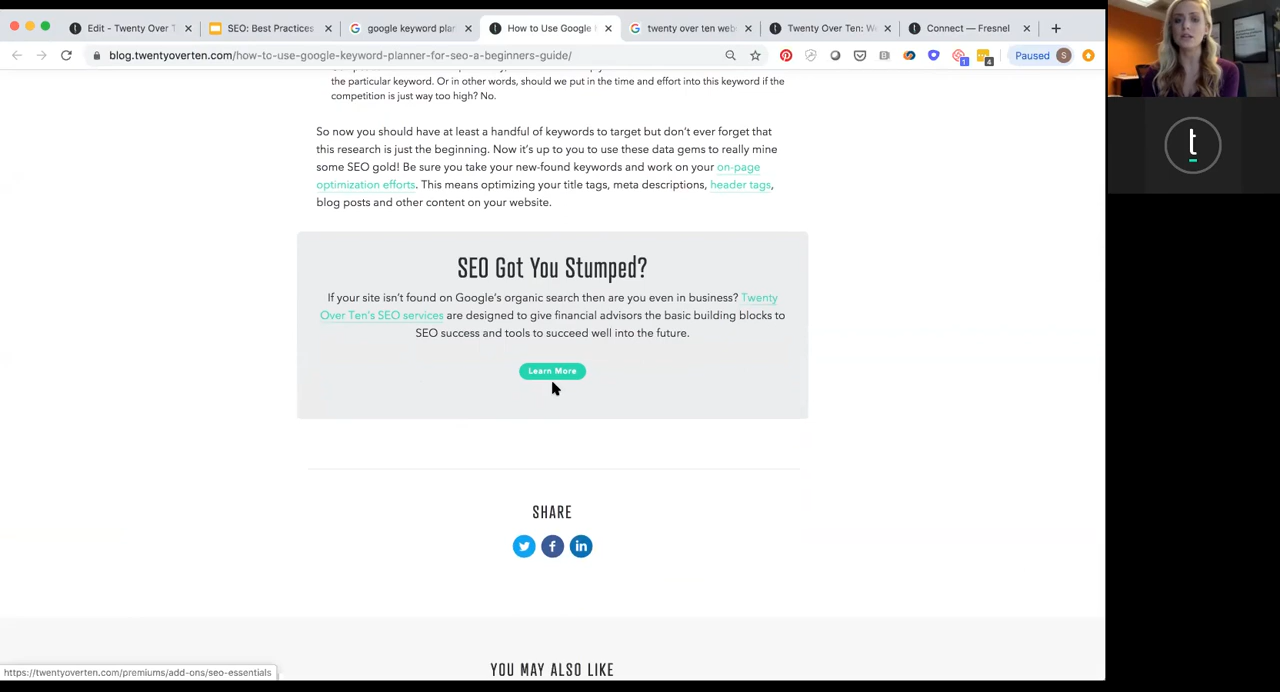 Edit - Twenty Over T
SEO: Best Practices
google keyword plan
How to Use Google
twenty over ten web
Twenty Over Ten: W
Connect — Fresnel
blog.twentyoverten.com/how-to-use-google-keyword-planner-for-seo-a-beginners-guide/
1
4
Paused
S
the particular keyword. Or in other words, should we put in the time and effort into this keyword if the
competition is just way too high? No.
So now you should have at least a handful of keywords to target but don't ever forget that
this research is just the beginning. Now it's up to you to use these data gems to really mine
some SEO gold! Be sure you take your new-found keywords and work on your on-page
optimization efforts. This means optimizing your title tags, meta descriptions, header tags,
blog posts and other content on your website.
SEO Got You Stumped?
If your site isn't found on Google's organic search then are you even in business? Twenty
Over Ten's SEO services are designed to give financial advisors the basic building blocks to
SEO success and tools to succeed well into the future.
Learn More
SHARE
YOU MAY ALSO LIKE
https://twentyoverten.com/premiums/add-ons/seo-essentials
t